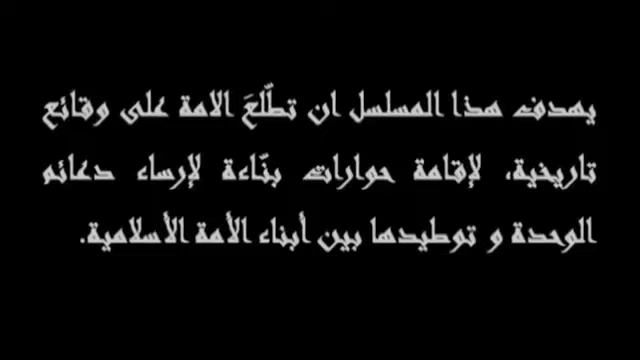 يهدف هذا المسلسل ان تطّلعَ الامة على وقائع
تاريخية، لإقامة حوارات بنّاءة لإرساء دعائم
الوحدة و توطيدها بين أبناء الأمة الأسلامية.